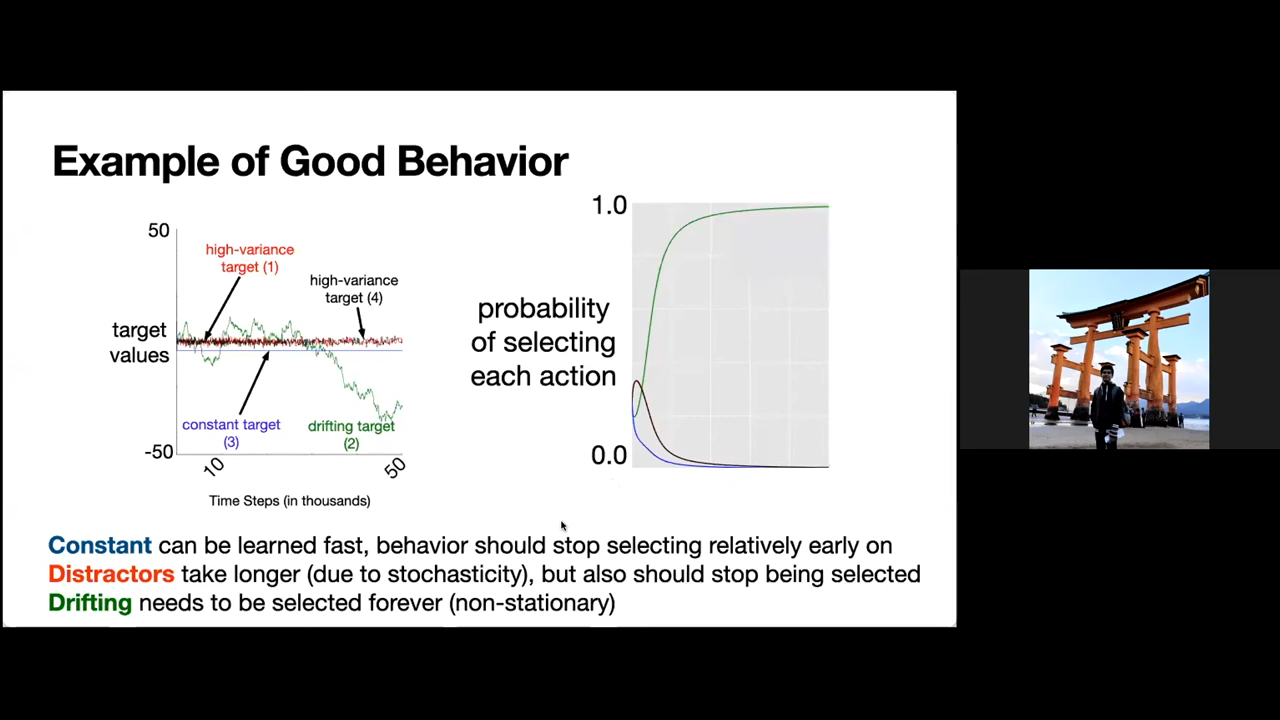 Example of Good Behavior
50
high-variance
target (1)
high-variance
target (4)
target
values
constant target
(3)
drifting target
(2)
-50
10
50
Time Steps (in thousands)
1.0
probability
of selecting
each action
0.0
Constant can be learned fast, behavior should stop selecting relatively early on
Distractors take longer (due to stochasticity), but also should stop being selected
Drifting needs to be selected forever (non-stationary)